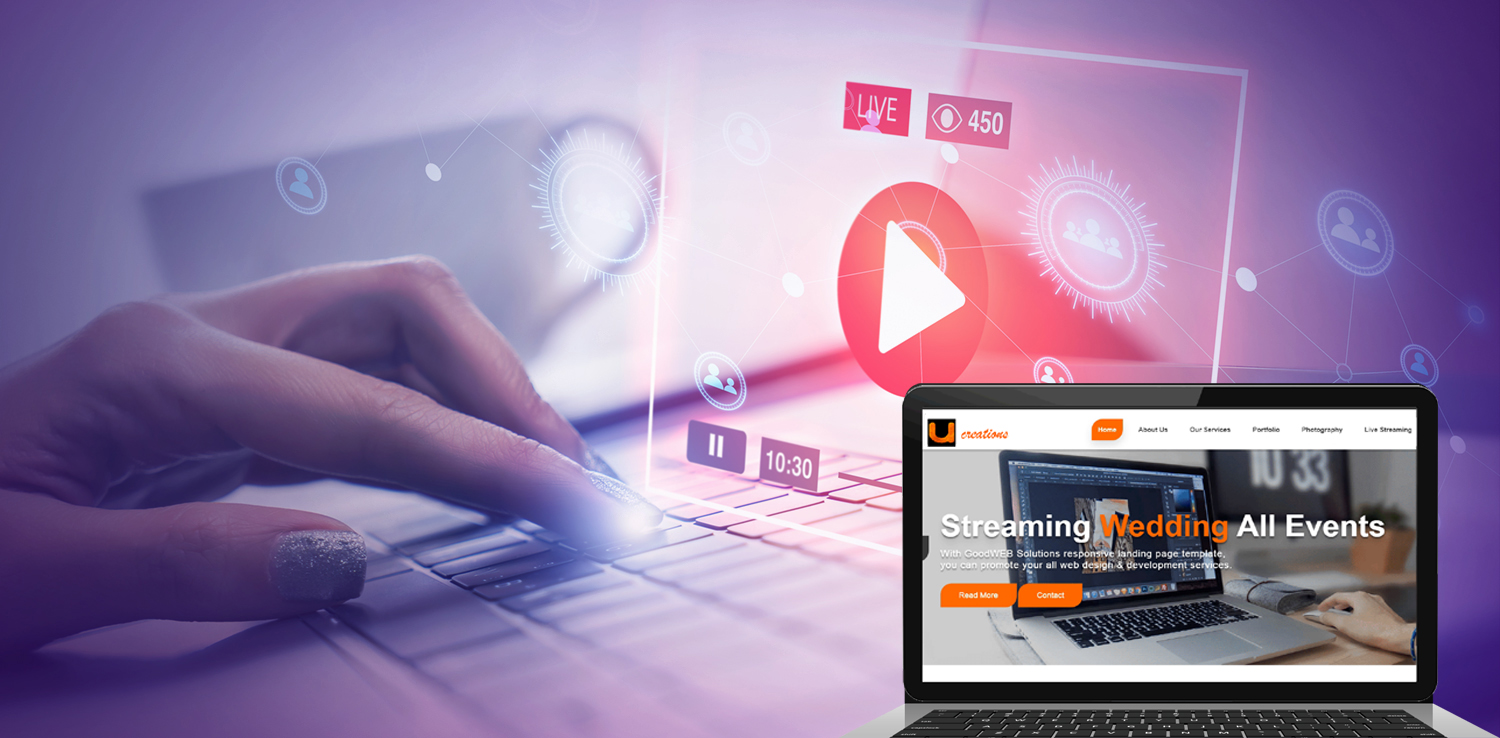 LIVE
450
10:30
U creations
Home
About Us
Our Services
Portfolio
Photography
Live Streaming
10 33
Streaming Wedding All Events
With GoodWEB Solutions responsive landing page template,
you can promote your all web design & development services.
Read More
Contact